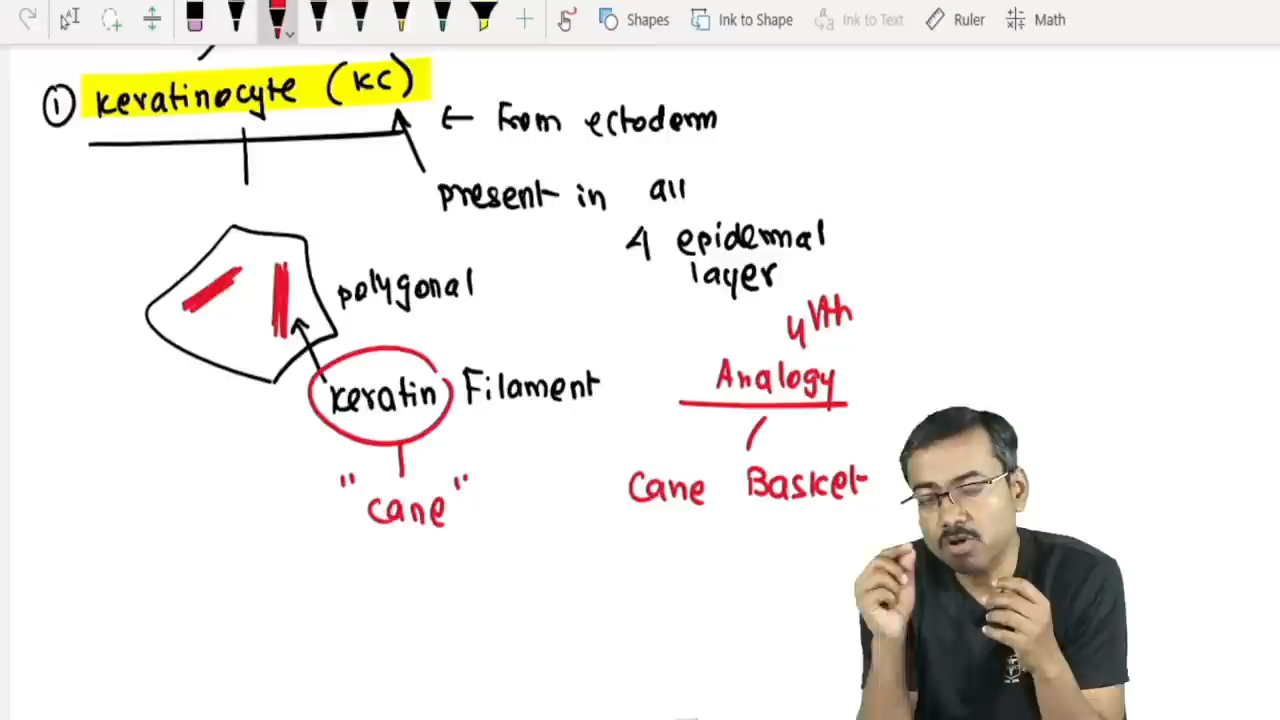 Shapes
Ink to Shape
Ink to Text
Ruler
Math
① keratinocyte (KC)
← From ectoderm
present in all
4 epidermal
layer
polygonal
keratin Filament
"cane"
4th
Analogy
Cane Basket